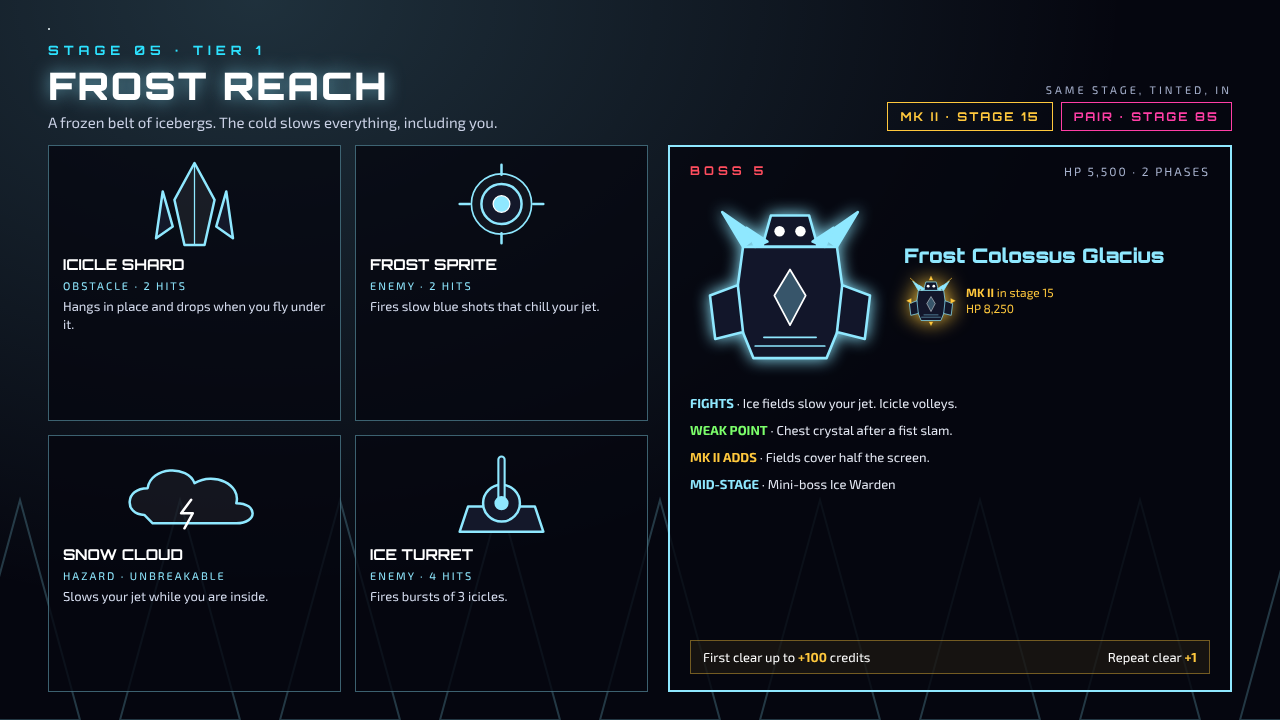 STAGE 05 · TIER 1
FROST REACH
A frozen belt of icebergs. The cold slows everything, including you.
SAME STAGE, TINTED, IN
MK II · STAGE 15
PAIR · STAGE 85
ICICLE SHARD
OBSTACLE · 2 HITS
Hangs in place and drops when you fly under
it.
FROST SPRITE
ENEMY · 2 HITS
Fires slow blue shots that chill your jet.
SNOW CLOUD
HAZARD · UNBREAKABLE
Slows your jet while you are inside.
ICE TURRET
ENEMY · 4 HITS
Fires bursts of 3 icicles.
BOSS 5
HP 5,500 · 2 PHASES
Frost Colossus Glacius
MK II in stage 15
HP 8,250
FIGHTS · Ice fields slow your jet. Icicle volleys.
WEAK POINT · Chest crystal after a fist slam.
MK II ADDS · Fields cover half the screen.
MID-STAGE · Mini-boss Ice Warden
First clear up to +100 credits
Repeat clear +1